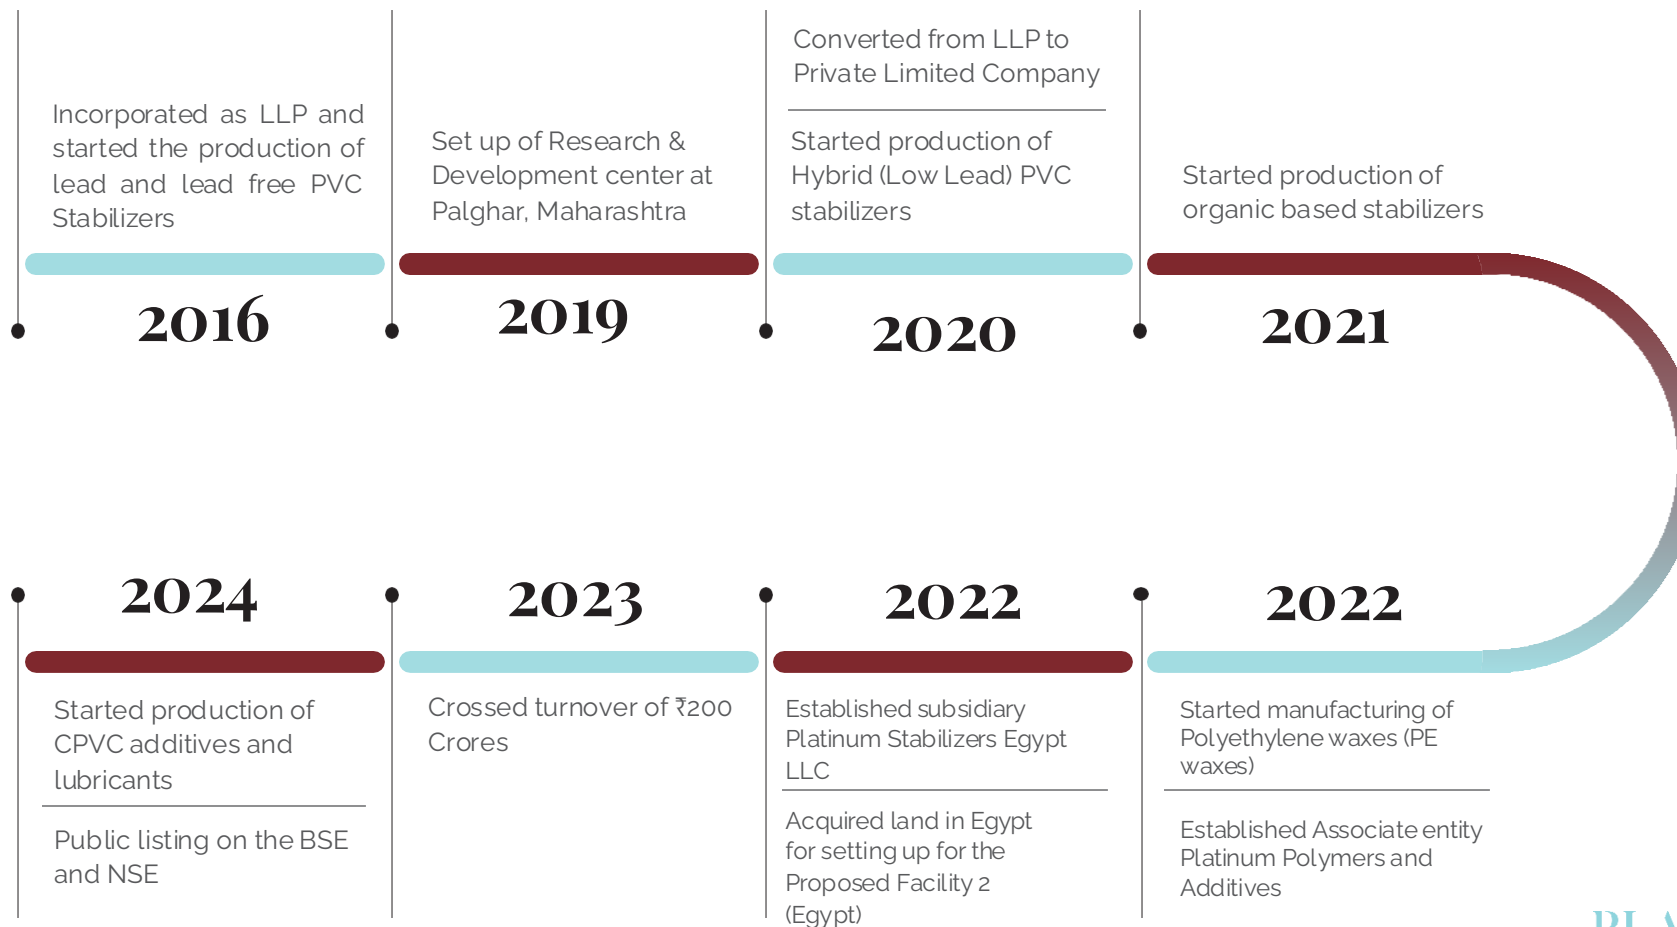 Incorporated as LLP and
started the production of
lead and lead free PVC
Stabilizers
2016
Set up of Research &
Development center at
Palghar, Maharashtra
2019
Converted from LLP to
Private Limited Company
Started production of
Hybrid (Low Lead) PVC
stabilizers
2020
Started production of
organic based stabilizers
2021
2022
Started manufacturing of
Polyethylene waxes (PE
waxes)
Established Associate entity
Platinum Polymers and
Additives
2022
Established subsidiary
Platinum Stabilizers Egypt
LLC
Acquired land in Egypt
for setting up for the
Proposed Facility 2
(Egypt)
2023
Crossed turnover of ₹200
Crores
2024
Started production of
CPVC additives and
lubricants
Public listing on the BSE
and NSE